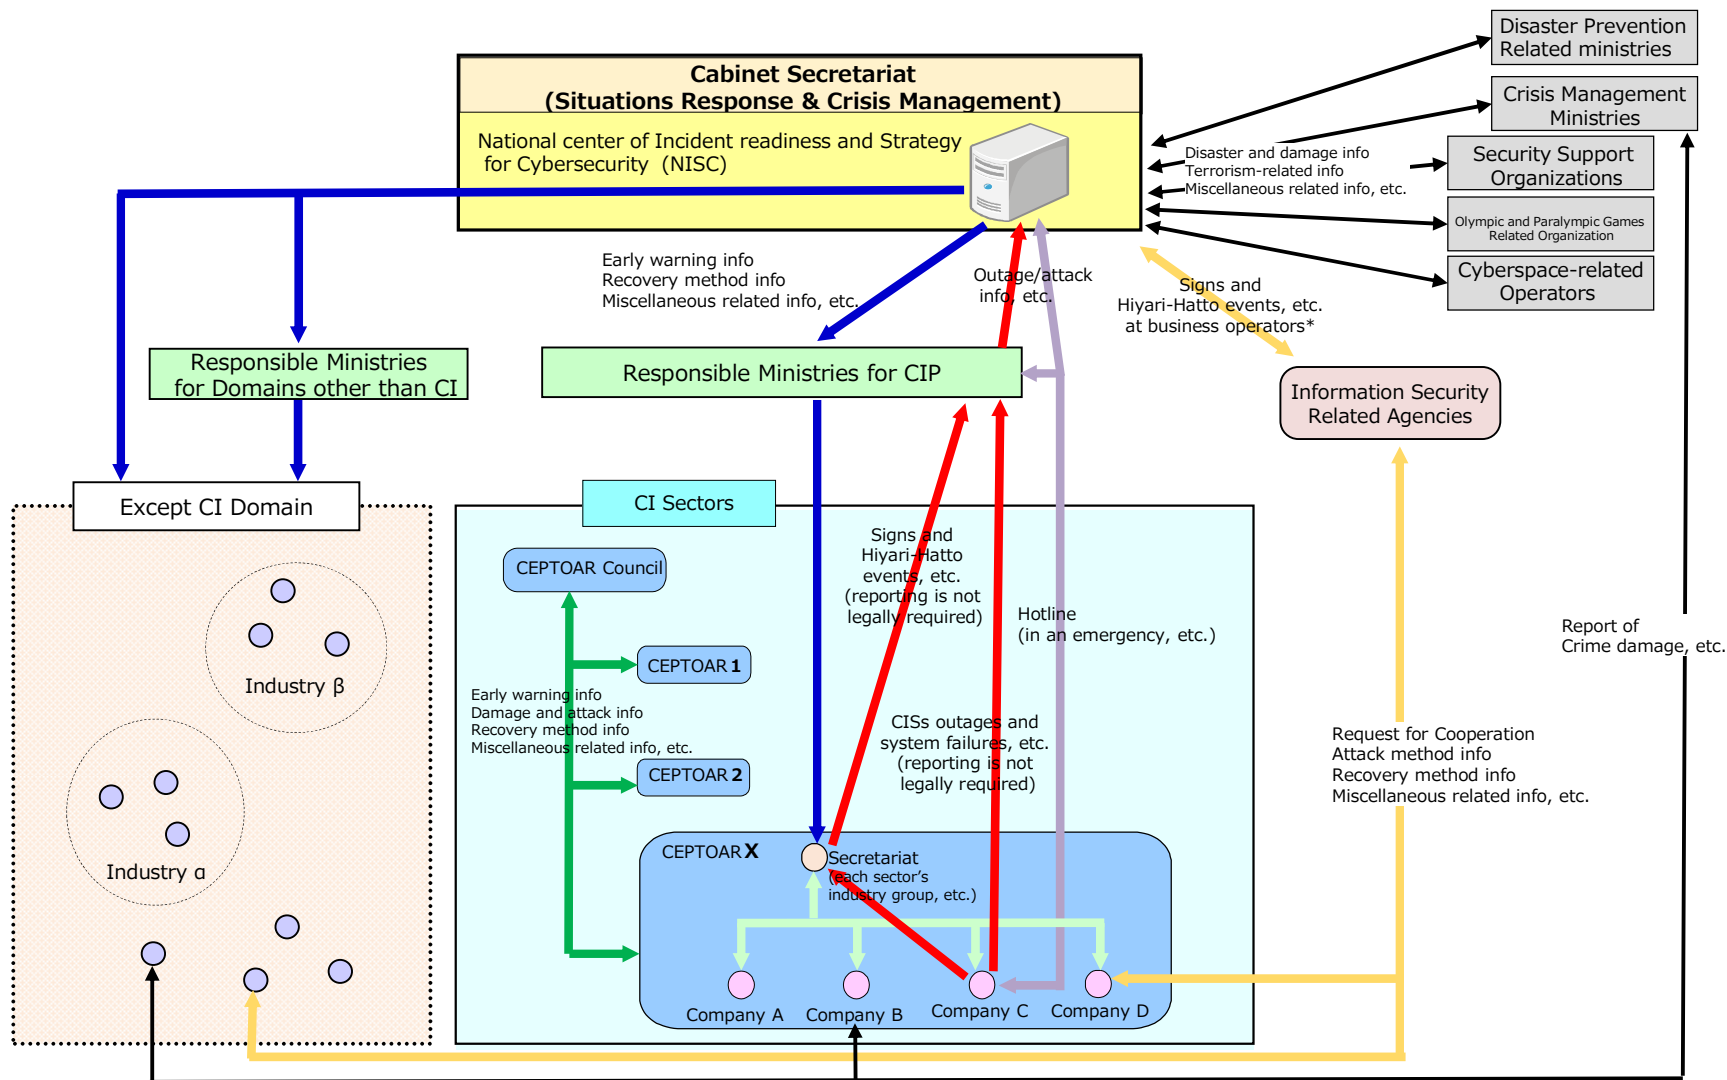 Disaster Prevention
Related ministries
Cabinet Secretariat
(Situations Response & Crisis Management)
Crisis Management
Ministries
National center of Incident readiness and Strategy
for Cybersecurity (NISC)
Disaster and damage info
Terrorism-related info
Miscellaneous related info, etc.
Security Support
Organizations
Olympic and Paralympic Games
Related Organization
Cyberspace-related
Operators
Early warning info
Recovery method info
Miscellaneous related info, etc.
Outage/attack
info, etc.
Signs and
Hiyari-Hatto events, etc.
at business operators*
Responsible Ministries
for Domains other than CI
Responsible Ministries for CIP
Information Security
Related Agencies
Except CI Domain
CI Sectors
Signs and
Hiyari-Hatto
events, etc.
(reporting is not
legally required)
CEPTOAR Council
Hotline
(in an emergency, etc.)
Report of
Crime damage, etc.
CEPTOAR 1
Industry β
Early warning info
Damage and attack info
Recovery method info
Miscellaneous related info, etc.
CISs outages and
system failures, etc.
(reporting is not
legally required)
Request for Cooperation
Attack method info
Recovery method info
Miscellaneous related info, etc.
CEPTOAR 2
CEPTOAR X
Secretariat
(each sector's
industry group, etc.)
Industry α
Company A
Company B
Company C
Company D